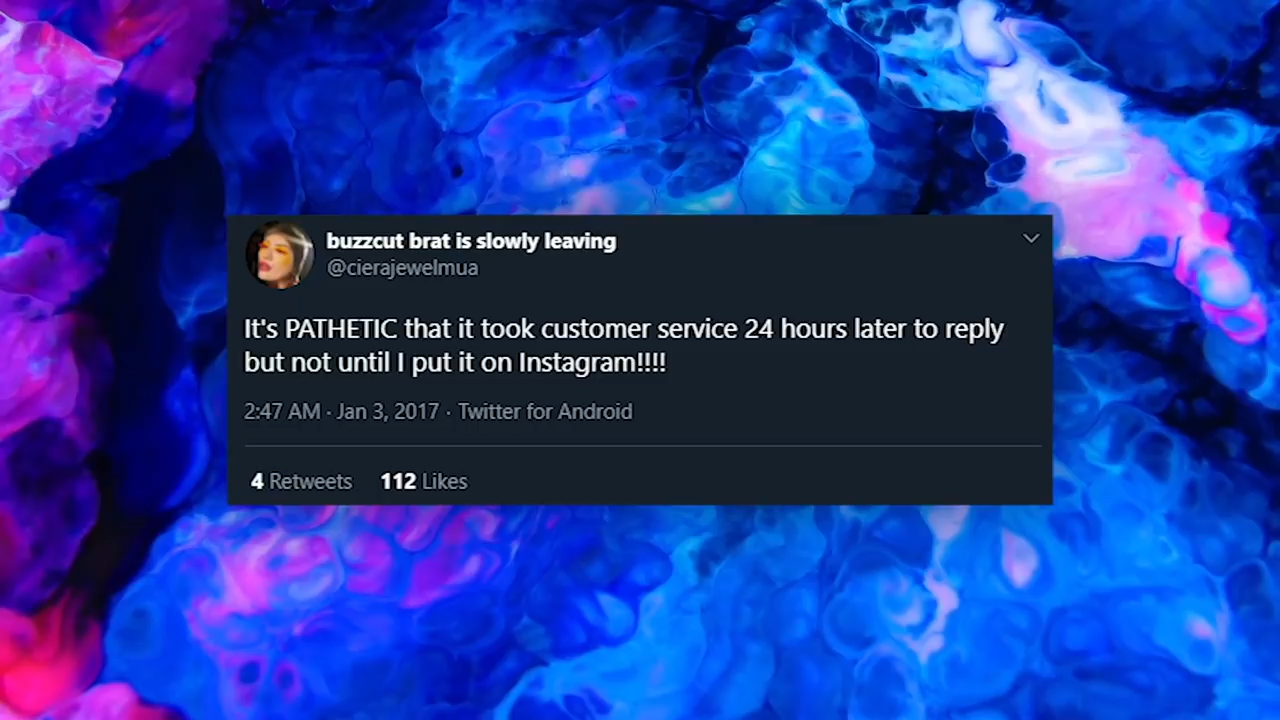 buzzcut brat is slowly leaving
@cierajewelmua
It's PATHETIC that it took customer service 24 hours later to reply
but not until I put it on Instagram!!!!
2:47 AM · Jan 3, 2017 · Twitter for Android
4 Retweets 112 Likes